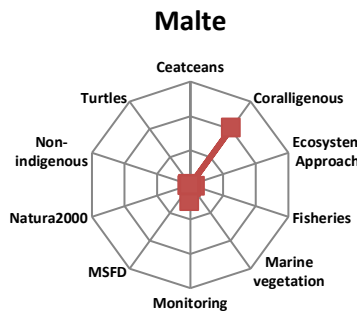 Malte
Ceatceans
Coralligenous
Ecosystem
Approach
Fisheries
Marine
vegetation
Monitoring
MSFD
Natura2000
Non-
indigenous
Turtles